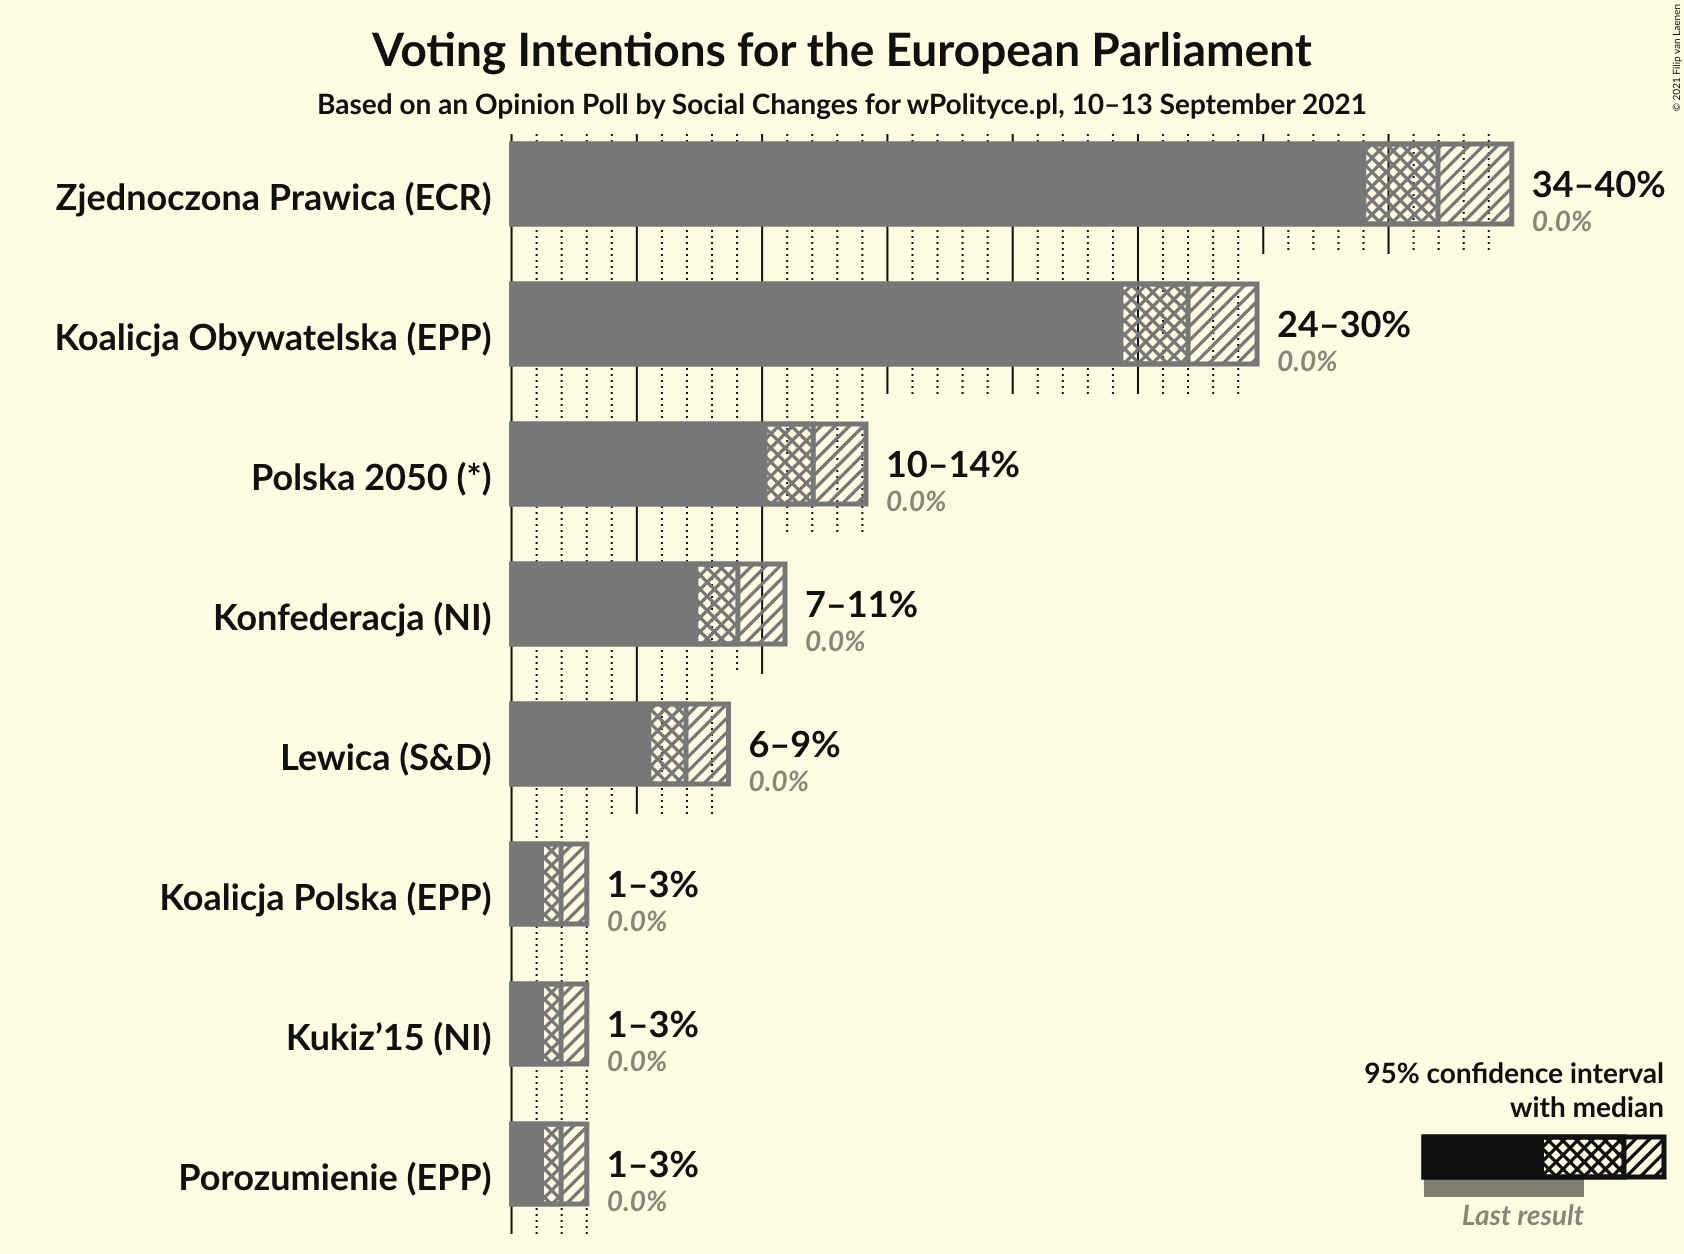 Voting Intentions for the European Parliament
Based on an Opinion Poll by Social Changes for wPolityce.pl, 10–13 September 2021
© 2021 Filip van Laenen
Zjednoczona Prawica (ECR)
34–40%
0.0%
Koalicja Obywatelska (EPP)
24–30%
0.0%
Polska 2050 (*)
10–14%
0.0%
Konfederacja (NI)
7–11%
0.0%
Lewica (S&D)
6–9%
0.0%
Koalicja Polska (EPP)
1–3%
0.0%
Kukiz’15 (NI)
1–3%
0.0%
Porozumienie (EPP)
1–3%
0.0%
95% confidence interval
with median
Last result